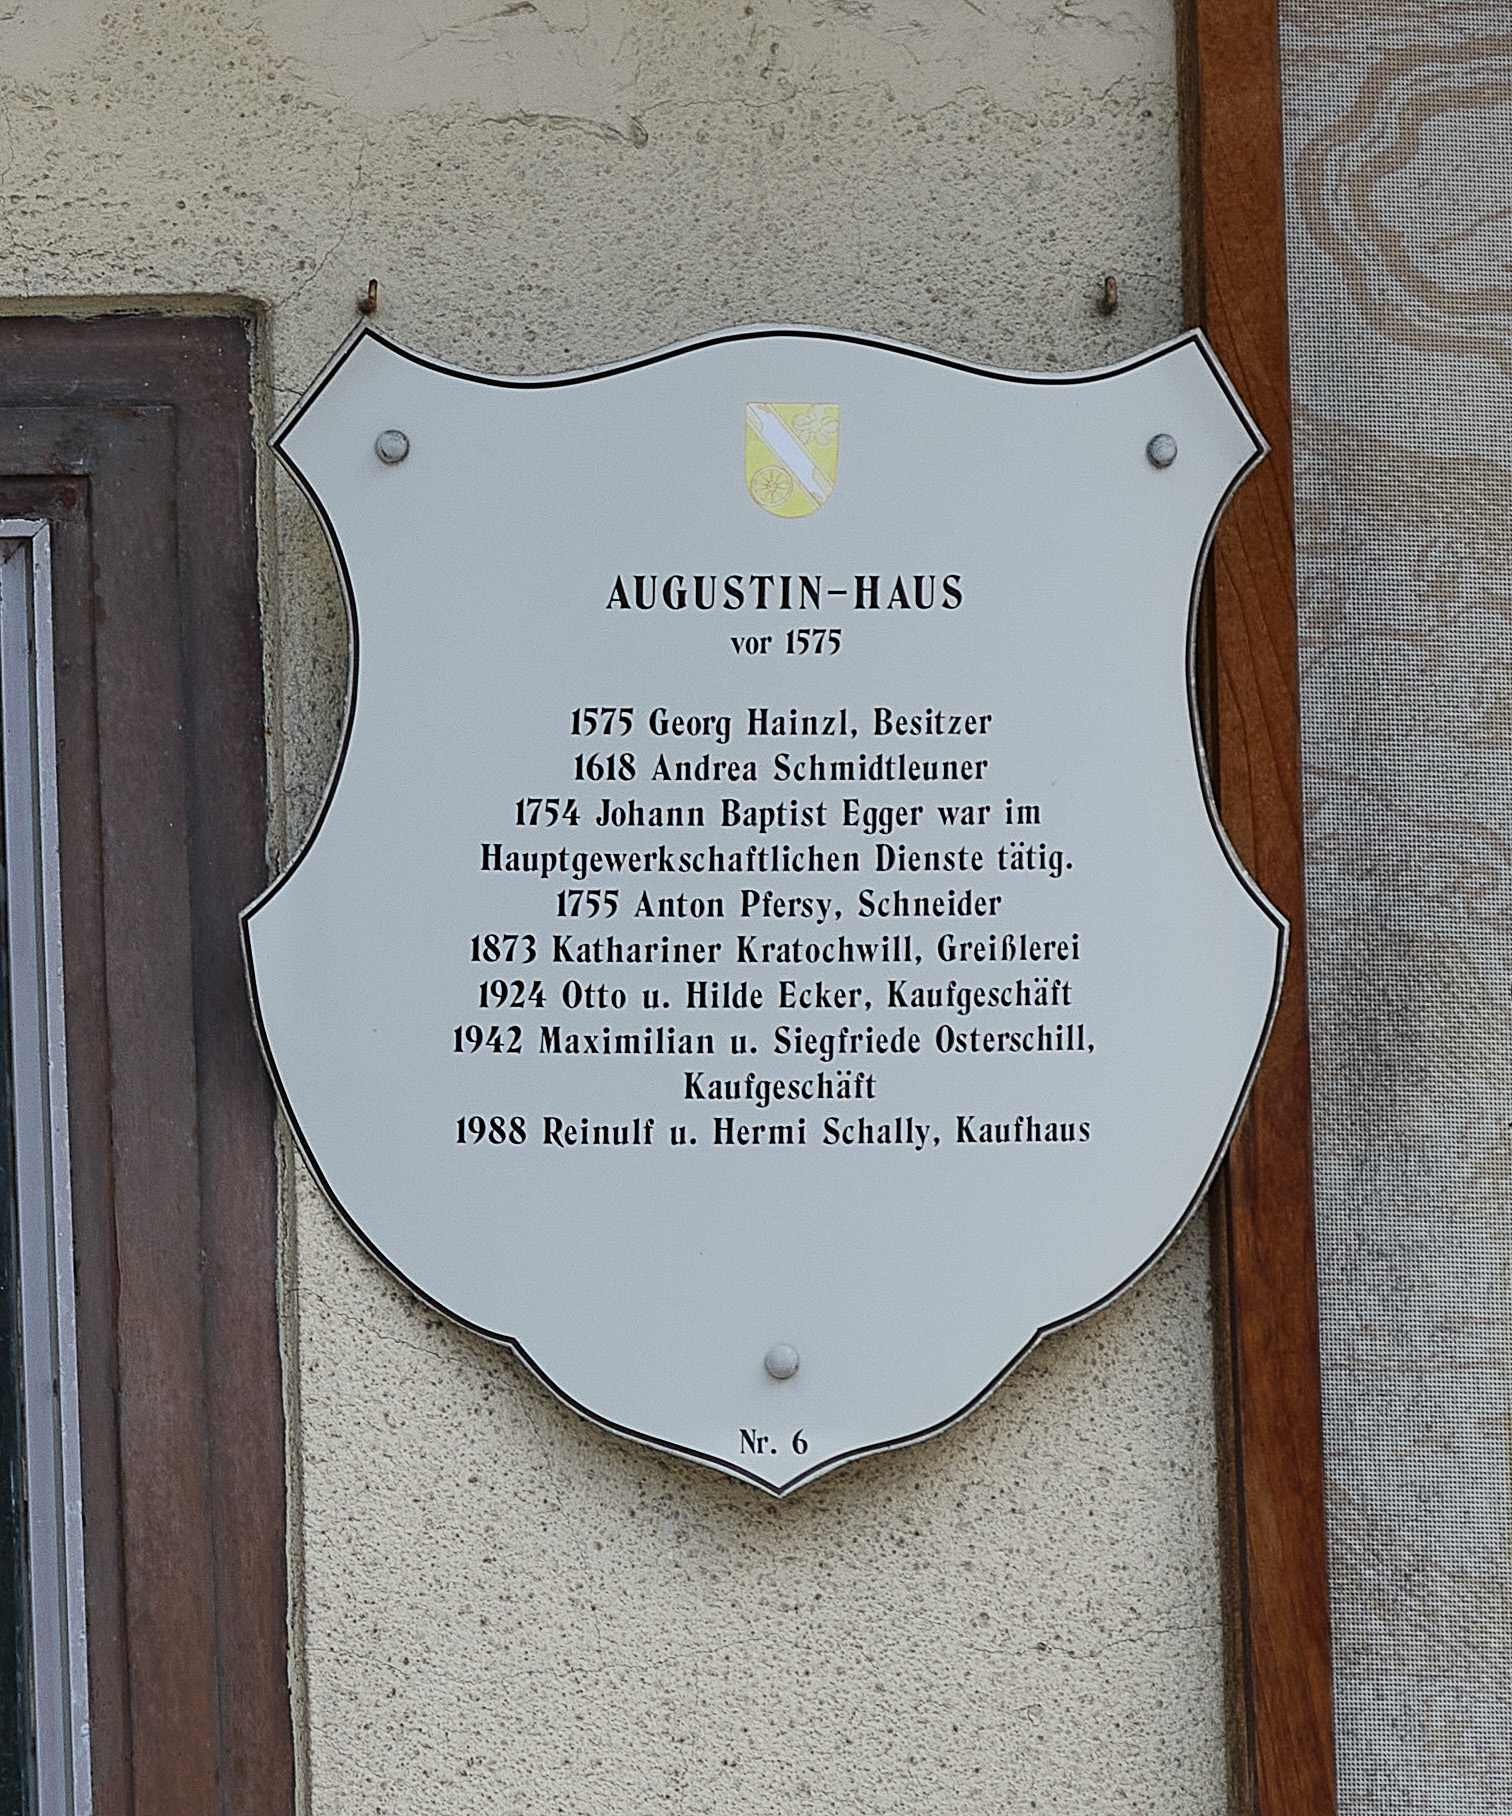 AUGUSTIN-HAUS
vor 1575
1575 Georg Hainzl, Besitzer
1618 Andrea Schmidtleuner
1754 Johann Baptist Egger war im
Hauptgewerkschaftlichen Dienste tätig.
1755 Anton Pfersy, Schneider
1873 Kathariner Kratochwill, Greißlerei
1924 Otto u. Hilde Ecker, Kaufgeschäft
1942 Maximilian u. Siegfriede Osterschill,
Kaufgeschäft
1988 Reinulf u. Hermi Schally, Kaufhaus
Nr. 6